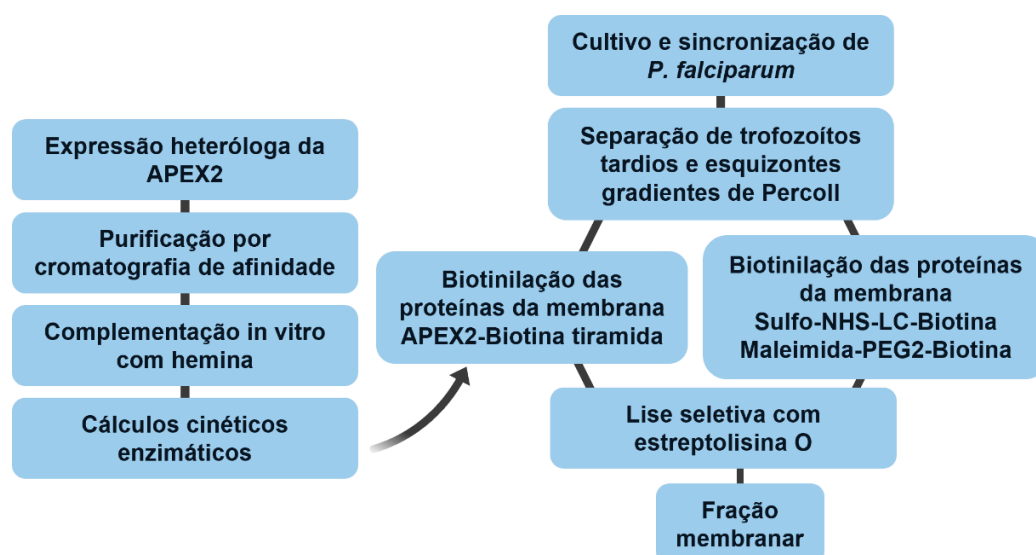 Cultivo e sincronização de
P. falciparum
Separação de trofozoítos
tardios e esquizontes
gradientes de Percoll
Expressão heteróloga da
APEX2
Purificação por
cromatografia de afinidade
Complementação in vitro
com hemina
Cálculos cinéticos
enzimáticos
Biotinilação das
proteínas da membrana
APEX2-Biotina tiramida
Biotinilação das proteínas
da membrana
Sulfo-NHS-LC-Biotina
Maleimida-PEG2-Biotina
Lise seletiva com
estreptolisina O
Fração
membranar